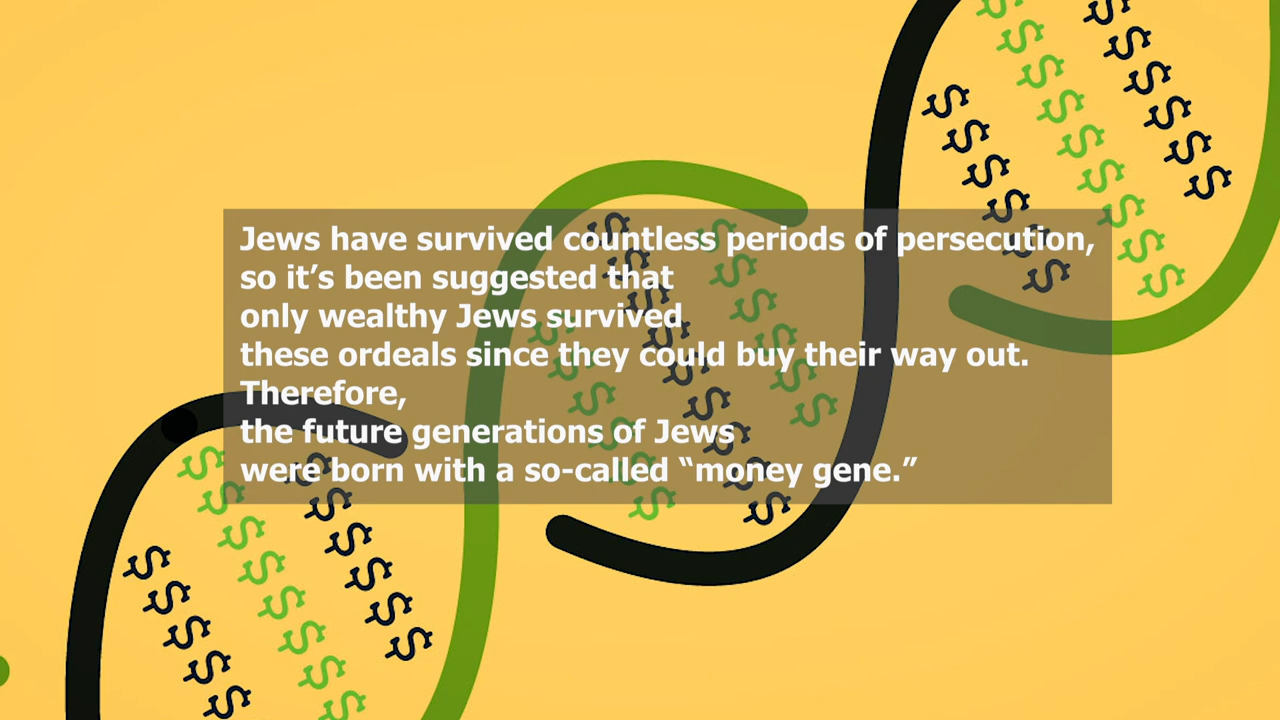 Jews have survived countless periods of persecution,
so it’s been suggested that
only wealthy Jews survived
these ordeals since they could buy their way out.
Therefore,
the future generations of Jews
were born with a so-called “money gene.”